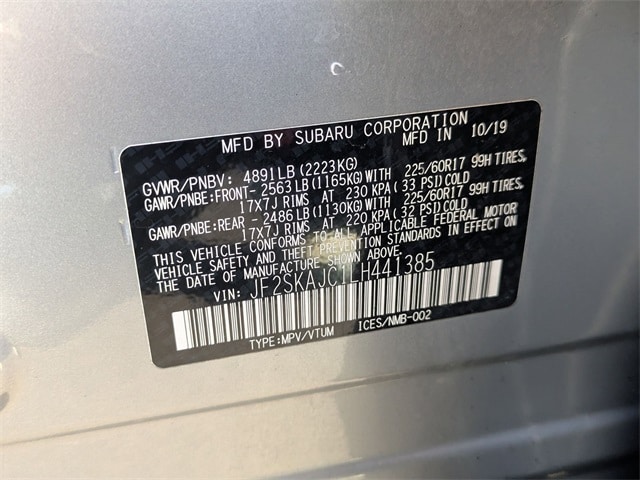 MFD BY SUBARU CORPORATION
MFD IN 10/19
GVWR/PNBV: 4891LB(2223KG)
GAWR/PNBE:FRONT-2563LB(1165KG)WITH 225/60R17 99H TIRES,
17X7J RIMS AT 230 KPA(33 PSI)COLD
GAWR/PNBE:REAR -2486LB(1130KG)WITH 225/60R17 99H TIRES,
17X7J RIMS AT 220 KPA(32 PSI)COLD
THIS VEHICLE CONFORMS TO ALL APPLICABLE FEDERAL MOTOR
VEHICLE SAFETY AND THEFT PREVENTION STANDARDS IN EFFECT ON
THE DATE OF MANUFACTURE SHOWN ABOVE.
VIN: JF2SKAJC1LH441385
TYPE:MPV/VTUM ICES/NMB-002